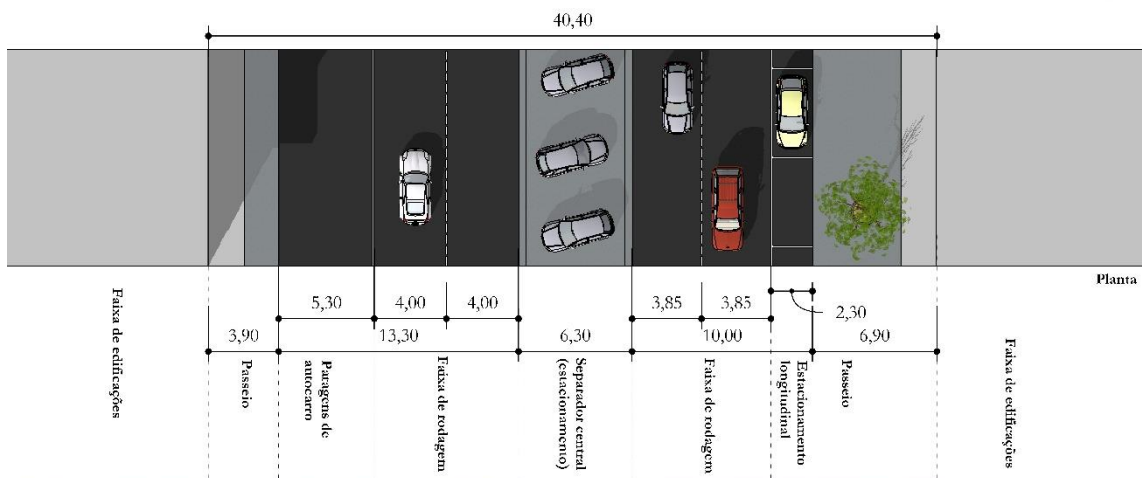 40,40
Planta
5,30
4,00
4,00
3,85
3,85
2,30
3,90
13,30
6,30
10,00
6,90
Faixa de edificações
Passeio
Paragens de
autocarro
Faixa de rodagem
Separador central
(estacionamento)
Faixa de rodagem
Estacionamento
longitudinal
Passeio
Faixa de edificações